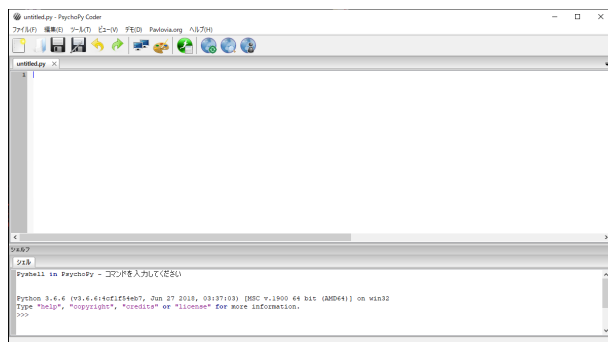 untitled.py - PsychoPy Coder
ファイル(F) 編集(E) ツール(T) ビュー(V) デモ(D) Pavlovia.org ヘルプ(H)
untitled.py ×
1
シェルフ
シェル
Pyshell in PsychoPy - コマンドを入力してください
Python 3.6.6 (v3.6.6:4cf1f54eb7, Jun 27 2018, 03:37:03) [MSC v.1900 64 bit (AMD64)] on win32
Type "help", "copyright", "credits" or "license" for more information.
>>>